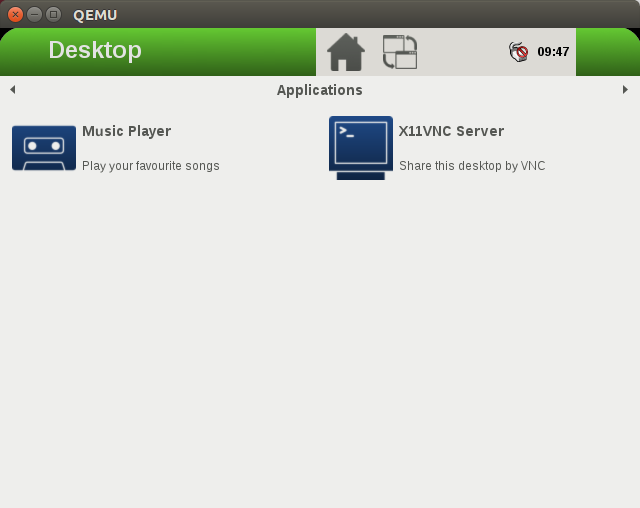 QEMU
Desktop
09:47
Applications
Music Player
Play your favourite songs
X11VNC Server
Share this desktop by VNC